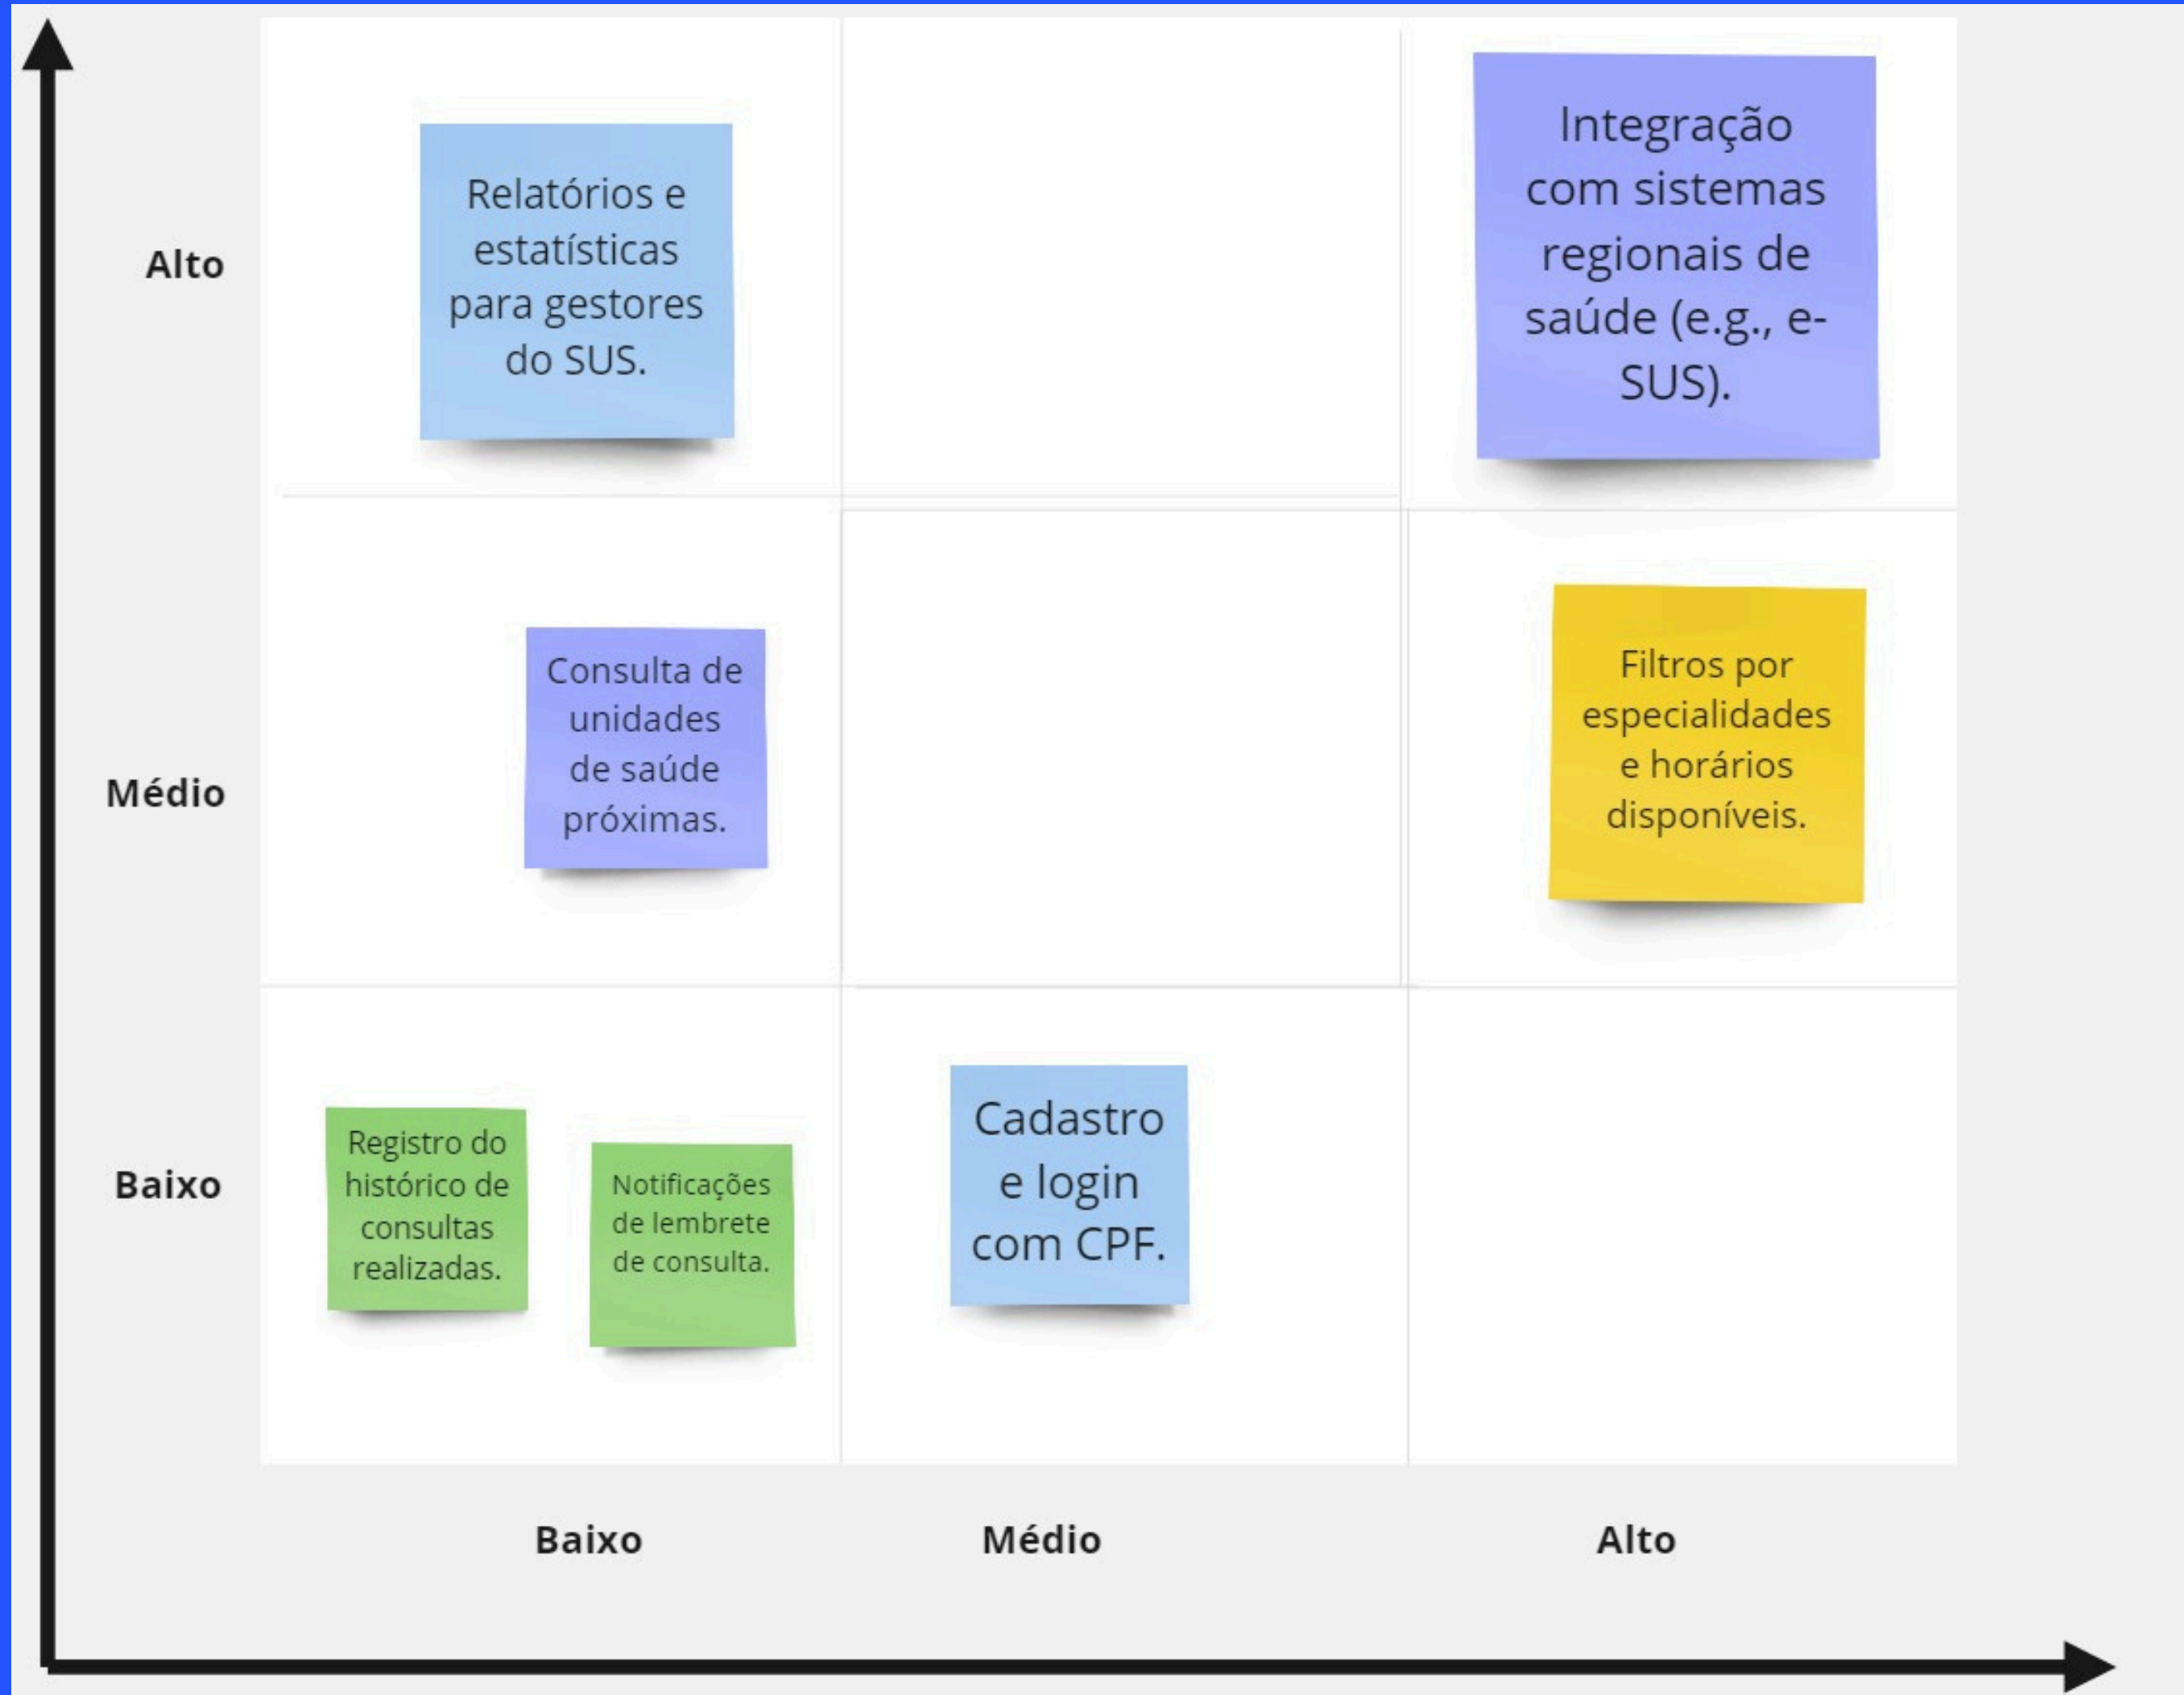 Alto
Relatórios e
estatísticas
para gestores
do SUS.
Integração
com sistemas
regionais de
saúde (e.g., e-
SUS).
Médio
Consulta de
unidades
de saúde
próximas.
Filtros por
especialidades
e horários
disponíveis.
Baixo
Registro do
histórico de
consultas
realizadas.
Notificações
de lembrete
de consulta.
Cadastro
e login
com CPF.
Baixo
Médio
Alto